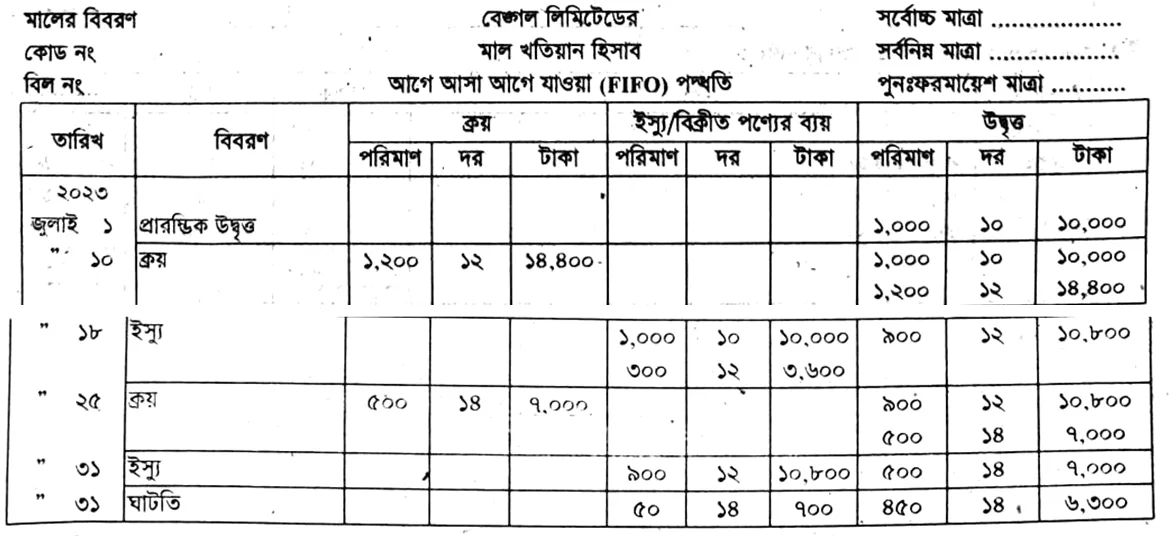 মালের বিবরণ বেঙ্গল লিমিটেডের সর্বোচ্চ মাত্রা ....................
কোড নং মাল খতিয়ান হিসাব সর্বনিম্ন মাত্রা ....................
বিল নং আগে আসা আগে যাওয়া (FIFO) পদ্ধতি পুনঃফরমায়েশ মাত্রা ...........
তারিখ বিবরণ ক্রয় ইস্যু/বিক্রীত পণ্যের ব্যয় উদ্বৃত্ত
পরিমাণ দর টাকা পরিমাণ দর টাকা পরিমাণ দর টাকা
২০২৩
জুলাই ১ প্রারম্ভিক উদ্বৃত্ত ১,০০০ ১০ ১০,০০০
" ১০ ক্রয় ১,২০০ ১২ ১৪,৪০০ ১,০০০ ১০ ১০,০০০
১,২০০ ১২ ১৪,৪০০
" ১৮ ইস্যু ১,০০০ ১০ ১০,০০০ ৯০০ ১২ ১০,৮০০
৩০০ ১২ ৩,৬০০
" ২৫ ক্রয় ৫০০ ১৪ ৭,০০০ ৯০০ ১২ ১০,৮০০
৫০০ ১৪ ৭,০০০
" ৩১ ইস্যু ৯০০ ১২ ১০,৮০০ ৫০০ ১৪ ৭,০০০
" ৩১ ঘাটতি ৫০ ১৪ ৭০০ ৪৫০ ১৪ ৬,৩০০